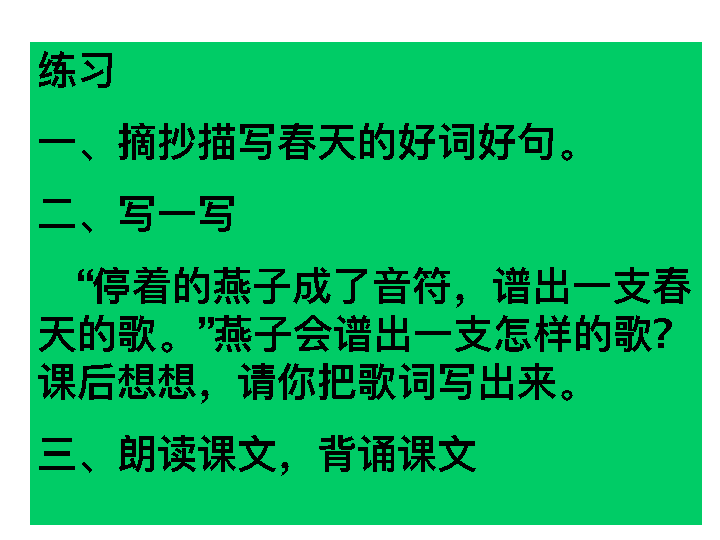 练习
一、摘抄描写春天的好词好句。
二、写一写
“停着的燕子成了音符，谱出一支春
天的歌。”燕子会谱出一支怎样的歌？
课后想想，请你把歌词写出来。
三、朗读课文，背诵课文